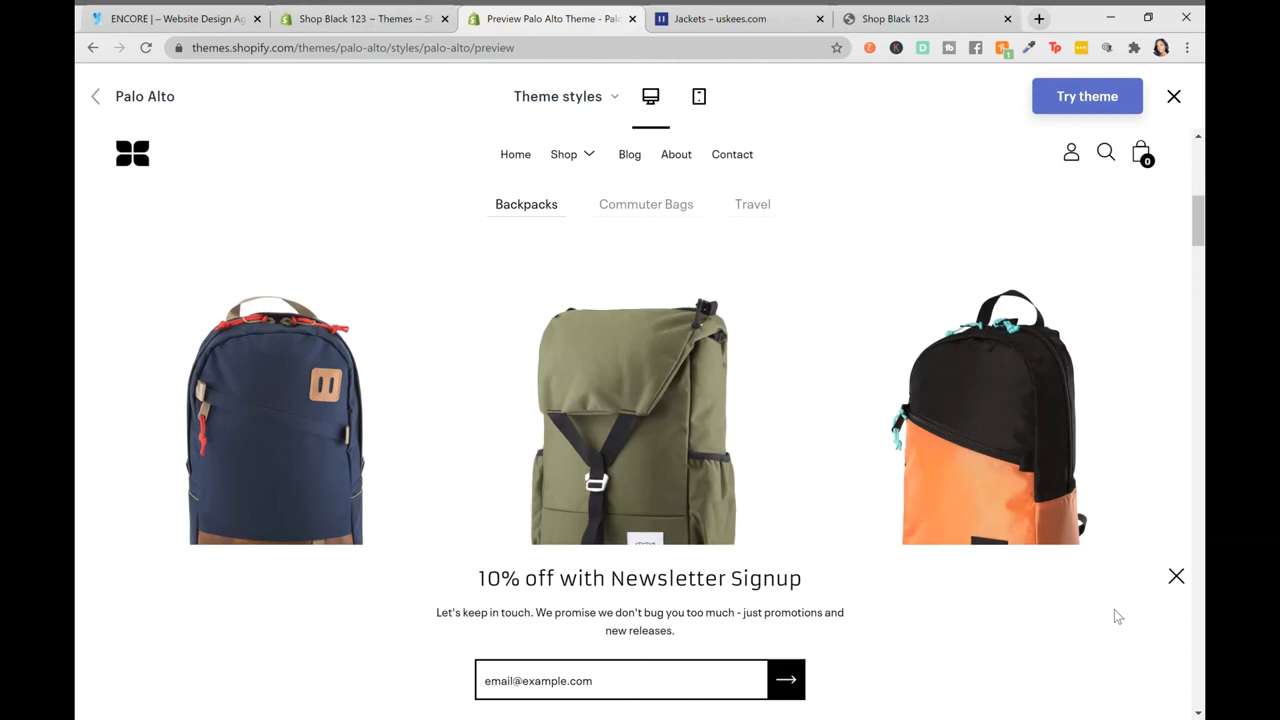 ENCORE | – Website Design Ag
Shop Black 123 ~ Themes ~ Sh
Preview Palo Alto Theme - Palo
Jackets – uskees.com
Shop Black 123
themes.shopify.com/themes/palo-alto/styles/palo-alto/preview
Palo Alto
Theme styles
Try theme
Home
Shop
Blog
About
Contact
0
Backpacks
Commuter Bags
Travel
10% off with Newsletter Signup
Let's keep in touch. We promise we don't bug you too much - just promotions and
new releases.
email@example.com